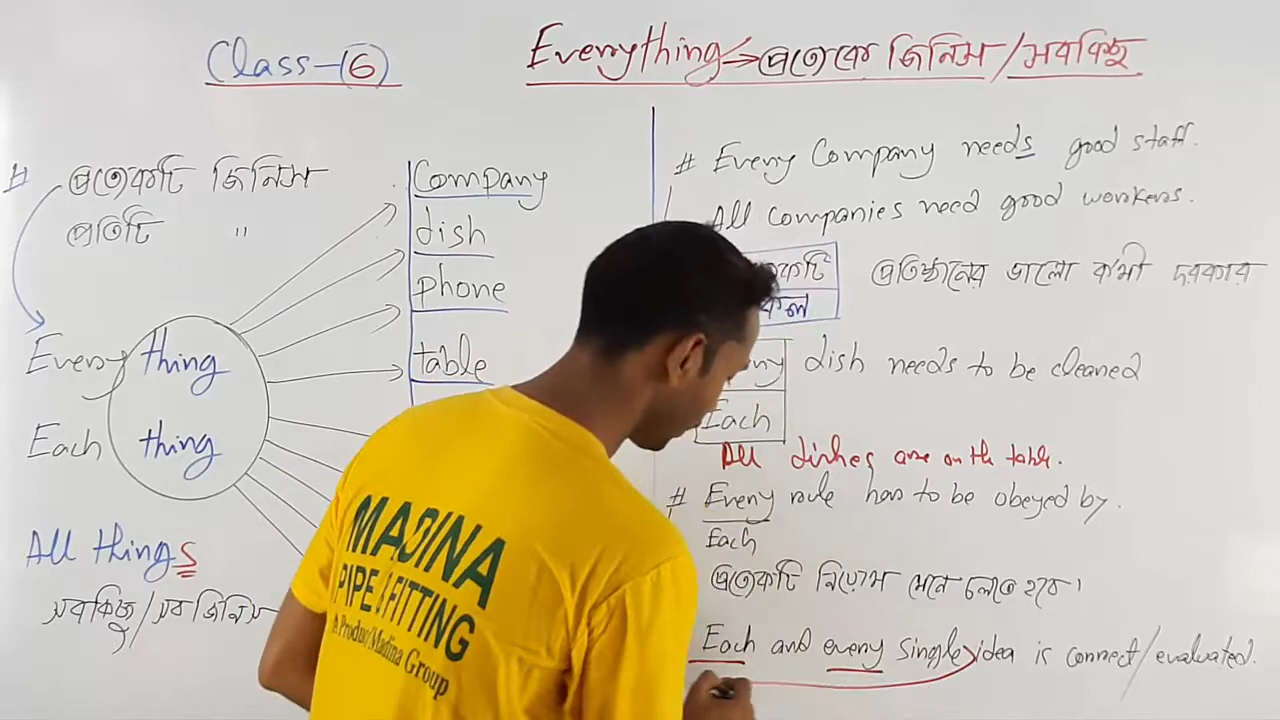 Class-6
Everything → প্রত্যেক জিনিস / সবকিছু
# প্রত্যেকটি জিনিস
প্রতিটি "
Every thing
Each thing
All things
সবকিছু/সব জিনিস
Company
dish
phone
table
# Every Company needs good staff.
All companies need good workers.
প্রতিষ্ঠানের ভালো কর্মী দরকার
সকল
dish needs to be cleaned
Each
All dishes are on the table.
# Every rule has to be obeyed by.
Each
প্রত্যেকটি নিয়ম মেনে চলতে হবে।
Each and every single idea is connect/evaluated.
MADINA
PIPE & FITTING
A Product Madina Group